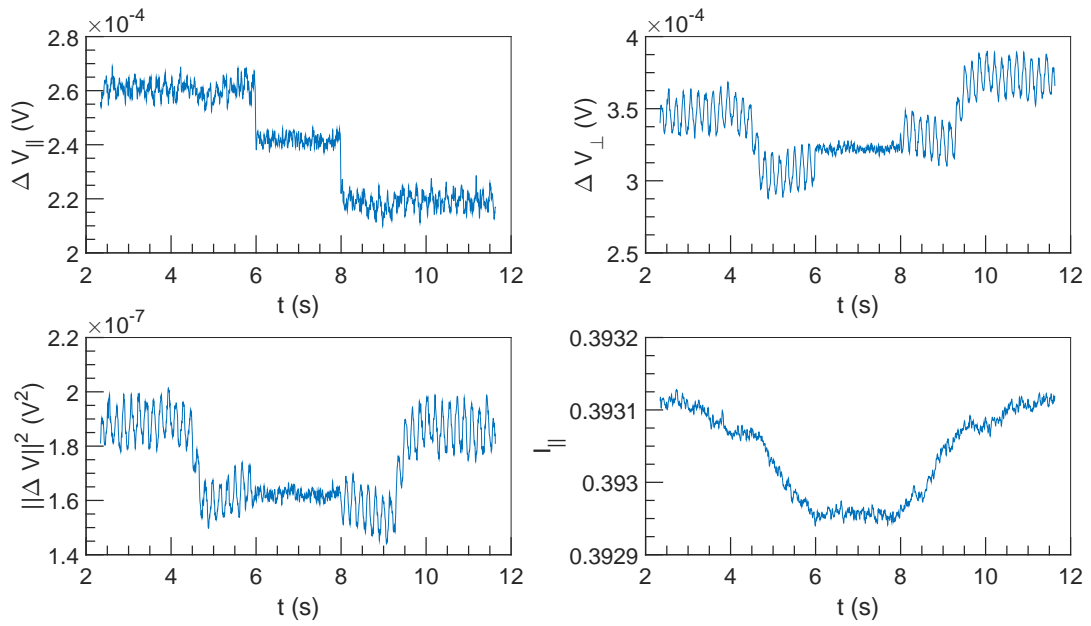 ×10⁻⁴
2.8
2.6
2.4
2.2
2
Δ V∥ (V)
2 4 6 8 10 12
t (s)
×10⁻⁴
4
3.5
3
2.5
Δ V⊥ (V)
2 4 6 8 10 12
t (s)
×10⁻⁷
2.2
2
1.8
1.6
1.4
||Δ V||² (V²)
2 4 6 8 10 12
t (s)
0.3932
0.3931
0.393
0.3929
I∥
2 4 6 8 10 12
t (s)